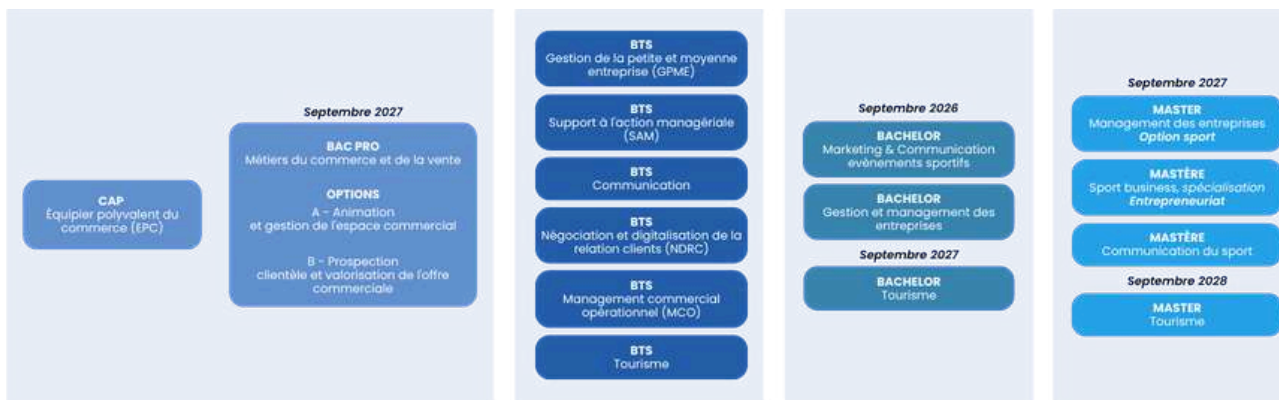 CAP
Équipier polyvalent du
commerce (EPC)
Septembre 2027
BAC PRO
Métiers du commerce et de la vente
OPTIONS
A - Animation
et gestion de l'espace commercial
B - Prospection
clientèle et valorisation de l'offre
commerciale
BTS
Gestion de la petite et moyenne
entreprise (GPME)
BTS
Support à l'action managériale
(SAM)
BTS
Communication
BTS
Négociation et digitalisation de la
relation clients (NDRC)
BTS
Management commercial
opérationnel (MCO)
BTS
Tourisme
Septembre 2026
BACHELOR
Marketing & Communication
evènements sportifs
BACHELOR
Gestion et management des
entreprises
Septembre 2027
BACHELOR
Tourisme
Septembre 2027
MASTER
Management des entreprises
Option sport
MASTÈRE
Sport business, spécialisation
Entrepreneuriat
MASTÈRE
Communication du sport
Septembre 2028
MASTER
Tourisme